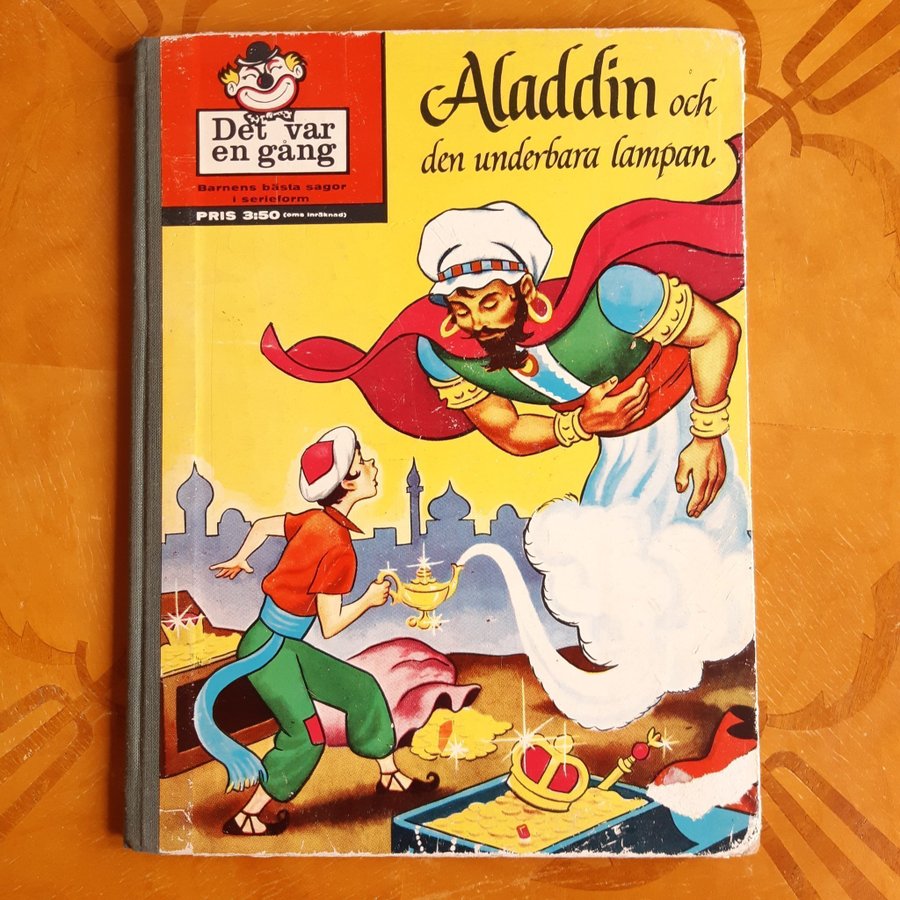 Det var
en gång
Barnens bästa sagor
i serieform
PRIS 3:50 (oms inräknad)
Aladdin och
den underbara lampan